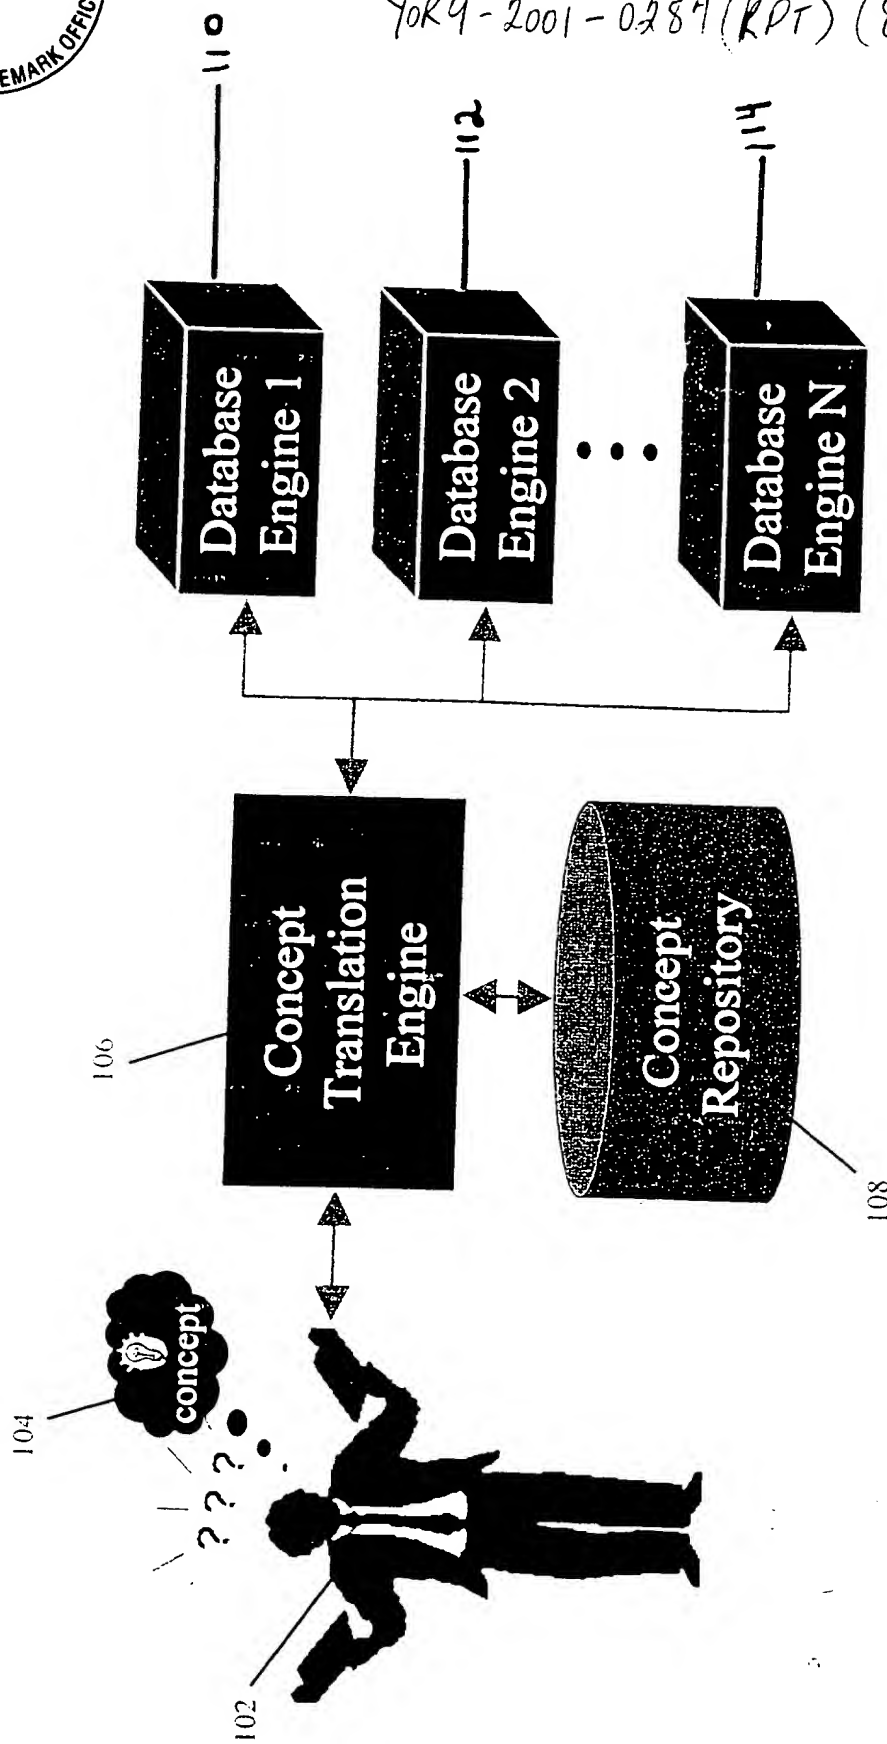 EMARK OFFIC
YOR9-2001-0287(RPT) (8
104
? ? ?
concept
102
106
Concept
Translation
Engine
Concept
Repository
108
Database
Engine 1
110
Database
Engine 2
112
Database
Engine N
114